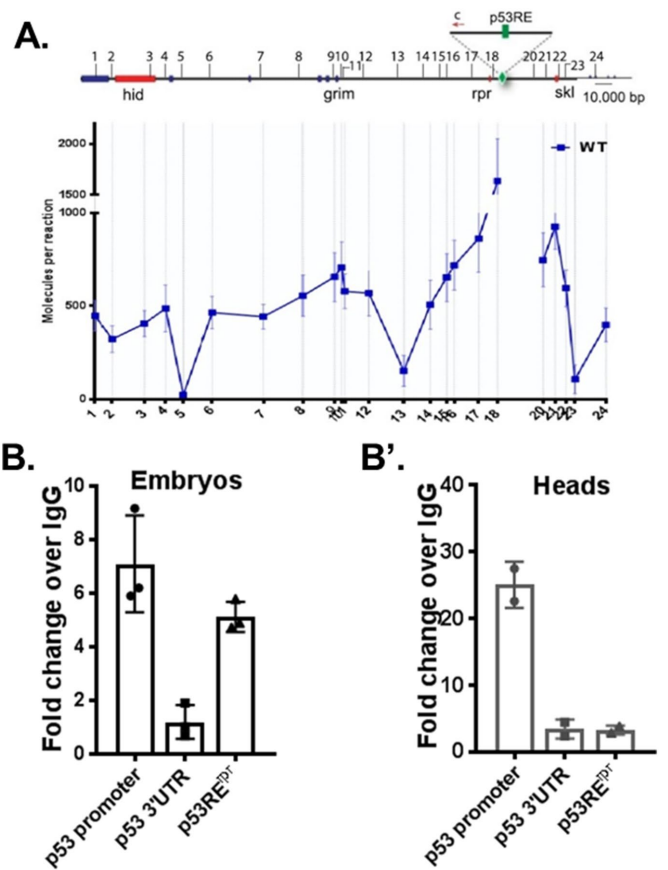 A.
c p53RE
1 2 3 4 5 6 7 8 910 11 12 13 14 15 16 17 18 20 21 22 23 24
hid grim rpr skl
10,000 bp
WT
Molecules per reaction
2000
1500
1000
500
0
1 2 3 4 5 6 7 8 9 10 11 12 13 14 15 16 17 18 20 21 22 23 24
B.
Embryos
Fold change over IgG
10
8
6
4
2
0
p53 promoter
p53 3'UTR
p53RErpr
B'.
Heads
Fold change over IgG
40
30
20
10
0
p53 promoter
p53 3'UTR
p53RErpr